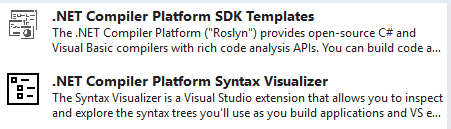 .NET Compiler Platform SDK Templates
The .NET Compiler Platform ("Roslyn") provides open-source C# and
Visual Basic compilers with rich code analysis APIs. You can build code a...
.NET Compiler Platform Syntax Visualizer
The Syntax Visualizer is a Visual Studio extension that allows you to inspect
and explore the syntax trees you'll use as you build applications and VS e...